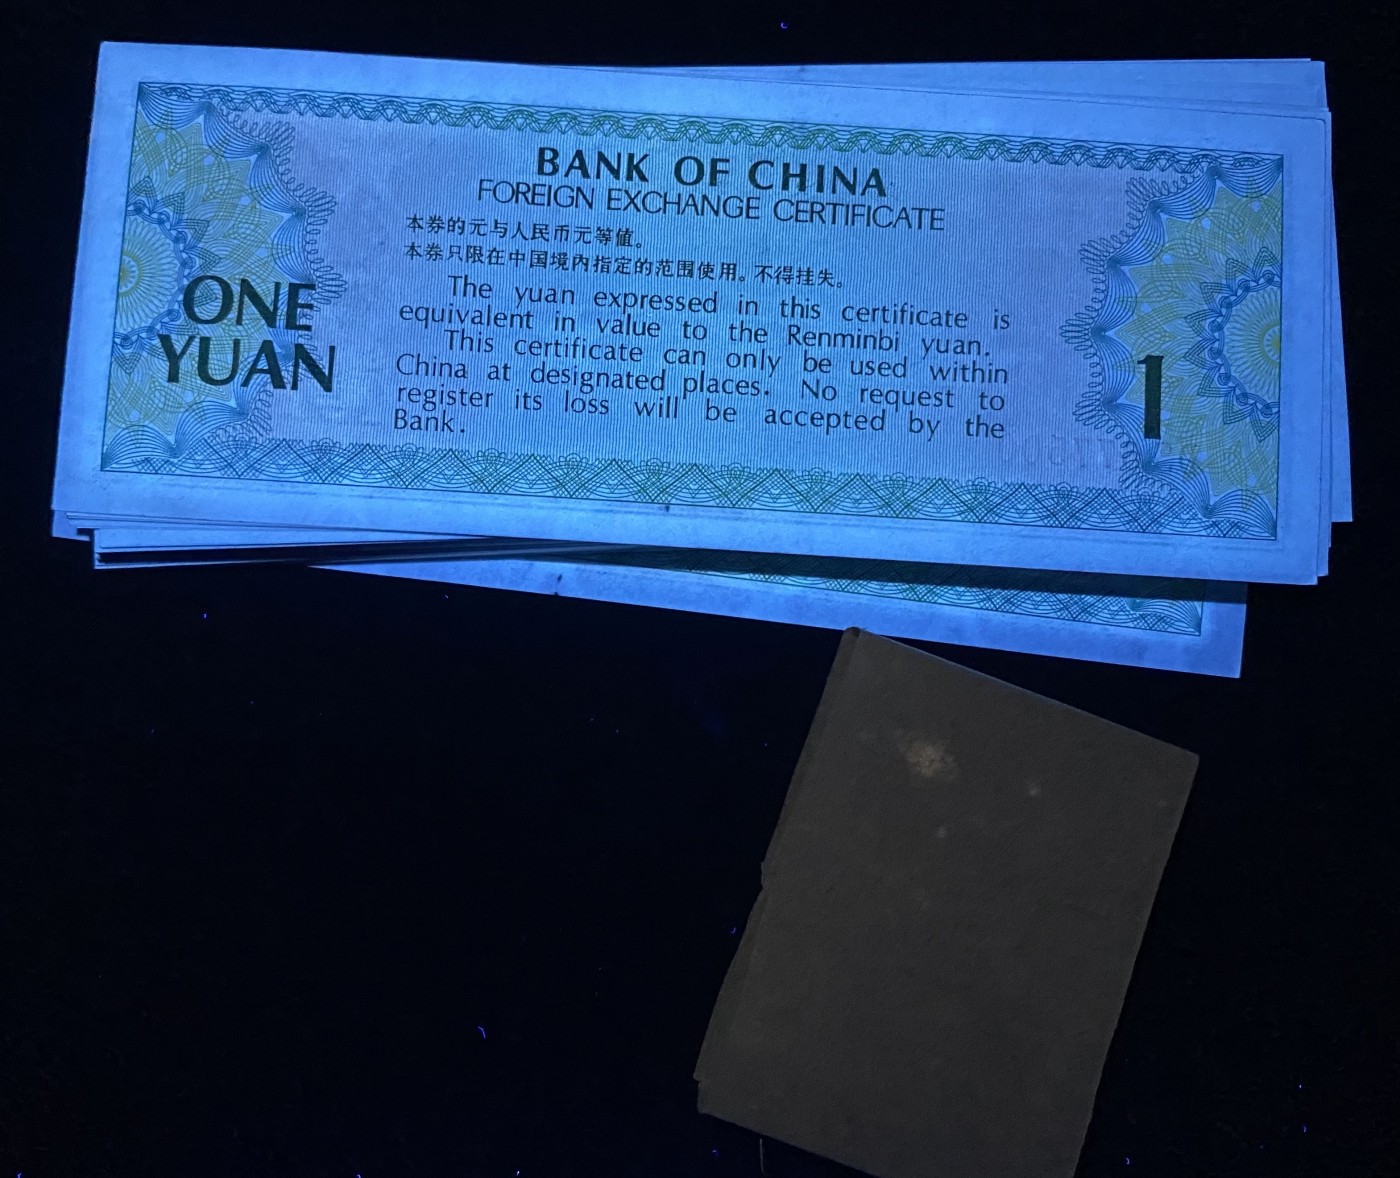 BANK OF CHINA
FOREIGN EXCHANGE CERTIFICATE
本券的元与人民币元等值。
本券只限在中国境内指定的范围使用。不得挂失。
The yuan expressed in this certificate is
equivalent in value to the Renminbi yuan.
This certificate can only be used within
China at designated places. No request to
register its loss will be accepted by the
Bank.
ONE
YUAN
1